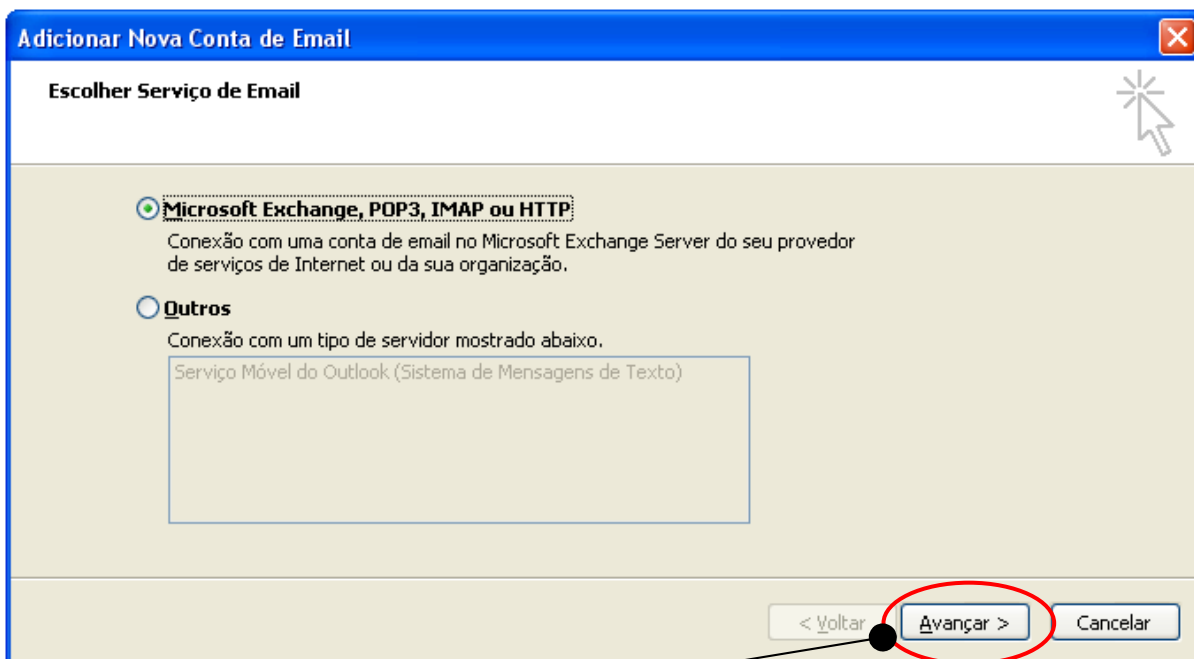 Adicionar Nova Conta de Email
Escolher Serviço de Email
Microsoft Exchange, POP3, IMAP ou HTTP
Conexão com uma conta de email no Microsoft Exchange Server do seu provedor
de serviços de Internet ou da sua organização.
Outros
Conexão com um tipo de servidor mostrado abaixo.
Serviço Móvel do Outlook (Sistema de Mensagens de Texto)
< Voltar Avançar > Cancelar